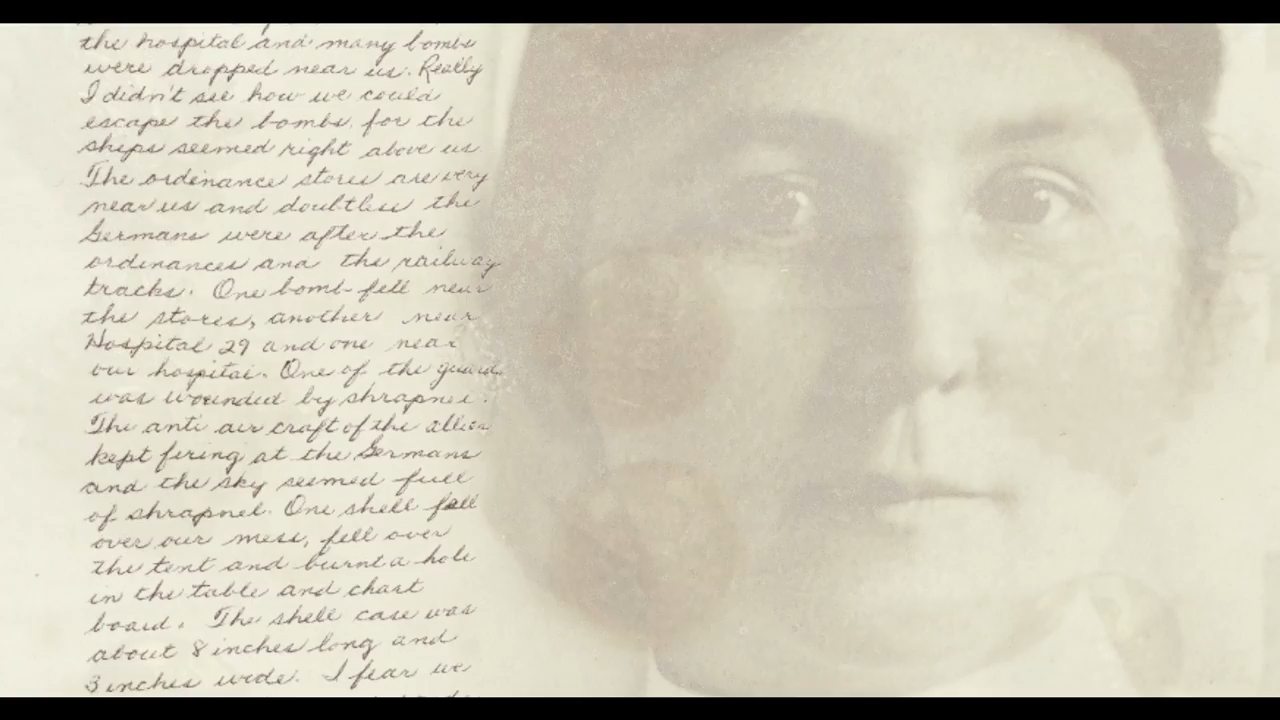 the hospital and many bombs
were dropped near us. Really
I didn't see how we could
escape the bombs, for the
ships seemed right above us
The ordinance stores are very
near us and doubtless the
Germans were after the
ordinances and the railway
tracks. One bomb fell near
the stores, another near
Hospital 29 and one near
our hospital. One of the guards
was wounded by shrapnel.
The anti air craft of the allies
kept firing at the Germans
and the sky seemed full
of shrapnel. One shell fell
over our mess, fell over
the tent and burnt a hole
in the table and chart
board. The shell case was
about 8 inches long and
3 inches wide. I fear we